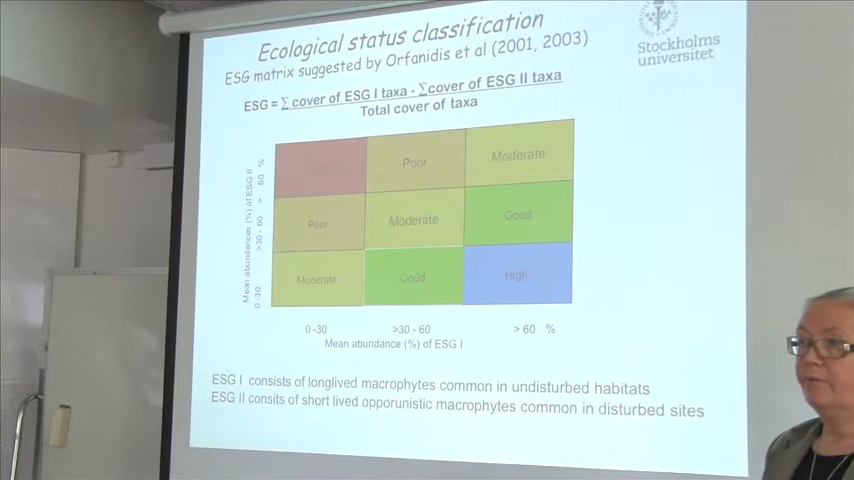 Ecological status classification
ESG matrix suggested by Orfanidis et al (2001, 2003)
Stockholms
universitet
ESG = ∑ cover of ESG I taxa - ∑cover of ESG II taxa
Total cover of taxa
Mean abundances (%) of ESG II
0 -30 >30 - 60 > 60 %
Poor Moderate
Poor Moderate Good
Moderate Good High
0 -30 >30 - 60 > 60 %
Mean abundance (%) of ESG I
ESG I consists of longlived macrophytes common in undisturbed habitats
ESG II consits of short lived opporunistic macrophytes common in disturbed sites